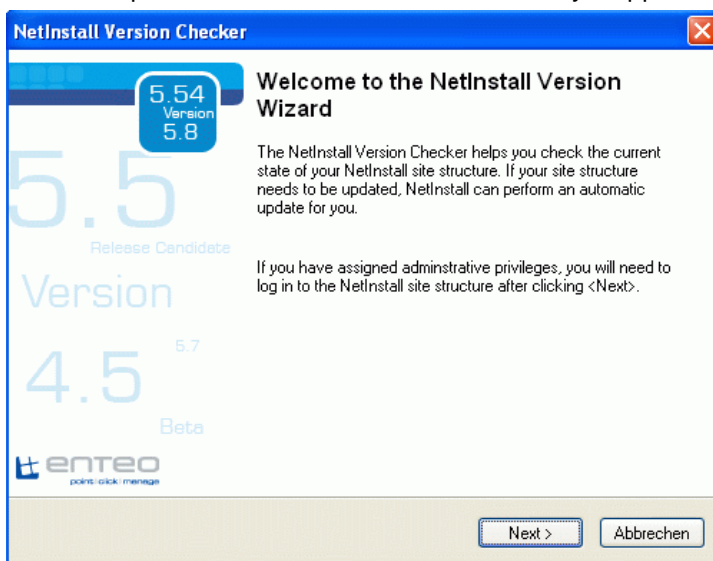 NetInstall Version Checker
5.54
Version
5.8
5.5
Release Candidate
Version
5.7
4.5
Beta
enteo
point click manage
Welcome to the NetInstall Version
Wizard
The NetInstall Version Checker helps you check the current
state of your NetInstall site structure. If your site structure
needs to be updated, NetInstall can perform an automatic
update for you.
If you have assigned adminstrative privileges, you will need to
log in to the NetInstall site structure after clicking <Next>.
Next >
Abbrechen